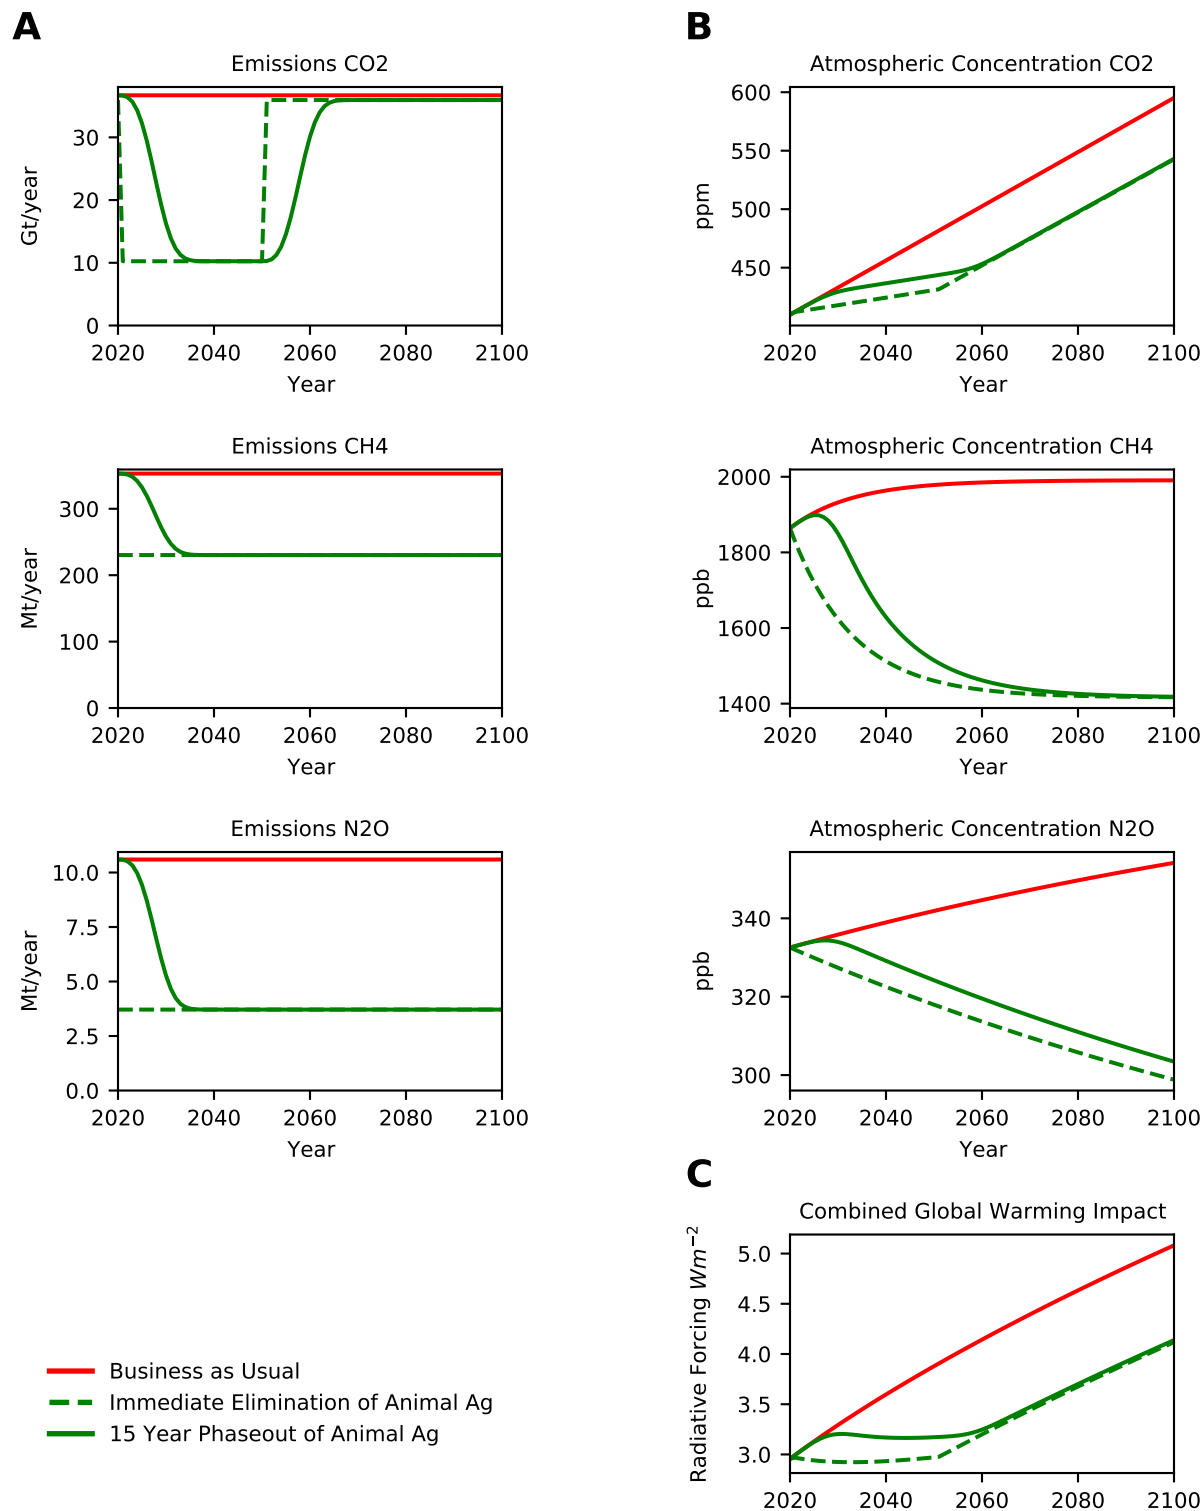 A
B
Emissions CO2
Gt/year
30
20
10
0
2020 2040 2060 2080 2100
Year
Atmospheric Concentration CO2
ppm
600
550
500
450
2020 2040 2060 2080 2100
Year
Emissions CH4
Mt/year
300
200
100
0
2020 2040 2060 2080 2100
Year
Atmospheric Concentration CH4
ppb
2000
1800
1600
1400
2020 2040 2060 2080 2100
Year
Emissions N2O
Mt/year
10.0
7.5
5.0
2.5
0.0
2020 2040 2060 2080 2100
Year
Atmospheric Concentration N2O
ppb
340
320
300
2020 2040 2060 2080 2100
Year
C
Combined Global Warming Impact
Radiative Forcing Wm⁻²
5.0
4.5
4.0
3.5
3.0
2020 2040 2060 2080 2100
Business as Usual
Immediate Elimination of Animal Ag
15 Year Phaseout of Animal Ag